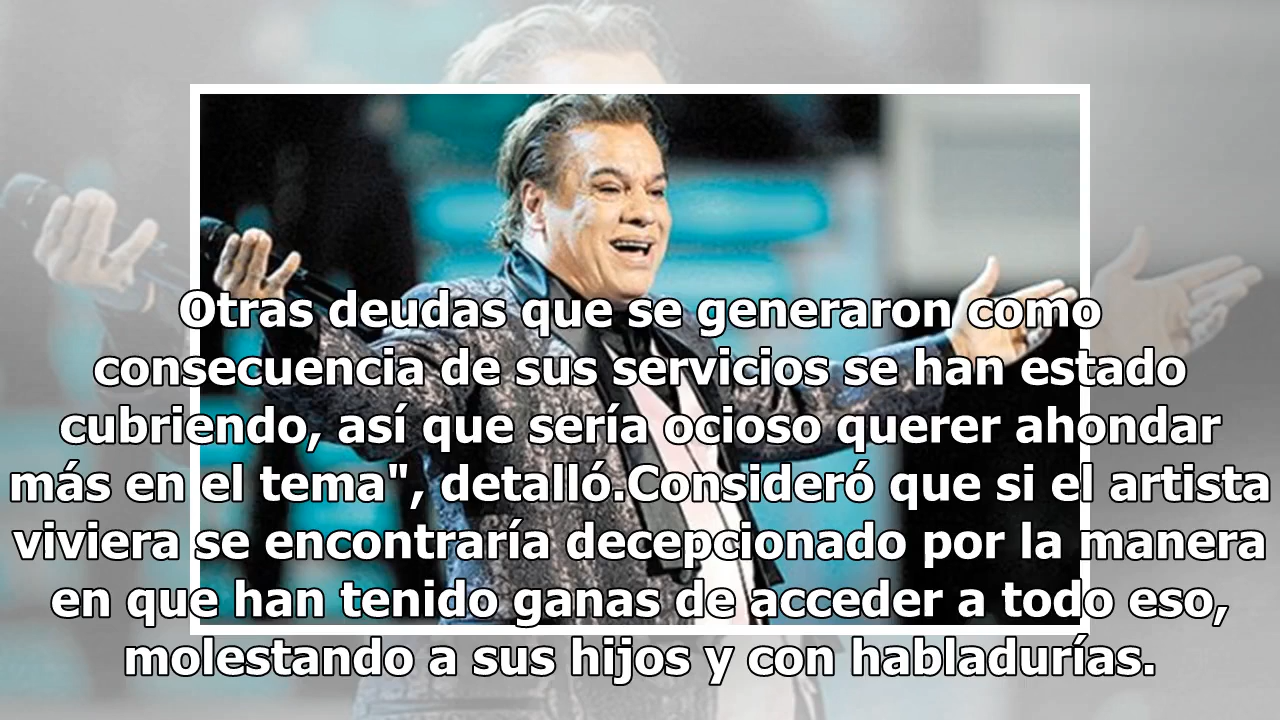 Otras deudas que se generaron como
consecuencia de sus servicios se han estado
cubriendo, así que sería ocioso querer ahondar
más en el tema", detalló.Consideró que si el artista
viviera se encontraría decepcionado por la manera
en que han tenido ganas de acceder a todo eso,
molestando a sus hijos y con habladurías.